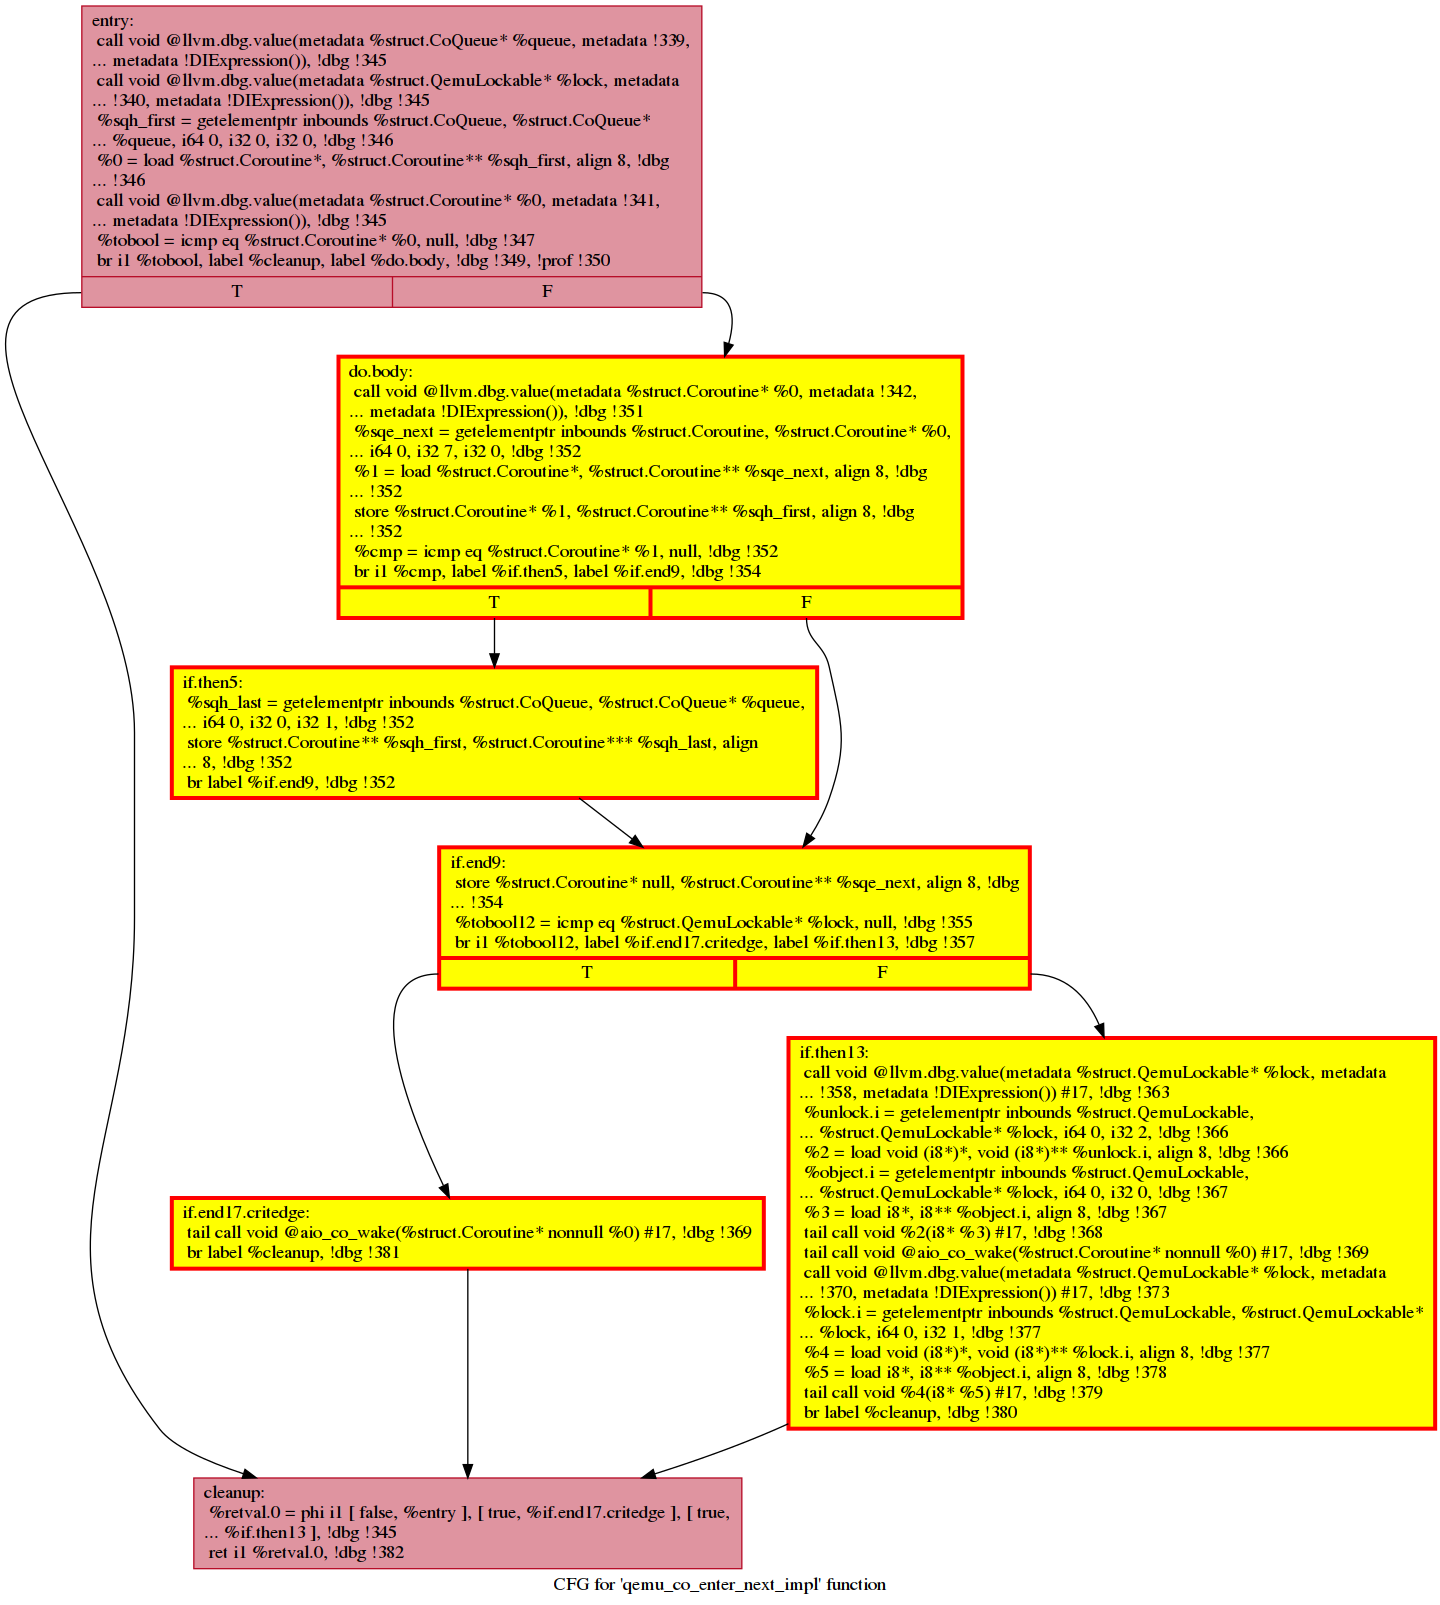 entry:
call void @llvm.dbg.value(metadata %struct.CoQueue* %queue, metadata !339,
... metadata !DIExpression()), !dbg !345
call void @llvm.dbg.value(metadata %struct.QemuLockable* %lock, metadata
... !340, metadata !DIExpression()), !dbg !345
%sqh_first = getelementptr inbounds %struct.CoQueue, %struct.CoQueue*
... %queue, i64 0, i32 0, i32 0, !dbg !346
%0 = load %struct.Coroutine*, %struct.Coroutine** %sqh_first, align 8, !dbg
... !346
call void @llvm.dbg.value(metadata %struct.Coroutine* %0, metadata !341,
... metadata !DIExpression()), !dbg !345
%tobool = icmp eq %struct.Coroutine* %0, null, !dbg !347
br i1 %tobool, label %cleanup, label %do.body, !dbg !349, !prof !350
T F
do.body:
call void @llvm.dbg.value(metadata %struct.Coroutine* %0, metadata !342,
... metadata !DIExpression()), !dbg !351
%sqe_next = getelementptr inbounds %struct.Coroutine, %struct.Coroutine* %0,
... i64 0, i32 7, i32 0, !dbg !352
%1 = load %struct.Coroutine*, %struct.Coroutine** %sqe_next, align 8, !dbg
... !352
store %struct.Coroutine* %1, %struct.Coroutine** %sqh_first, align 8, !dbg
... !352
%cmp = icmp eq %struct.Coroutine* %1, null, !dbg !352
br i1 %cmp, label %if.then5, label %if.end9, !dbg !354
T F
if.then5:
%sqh_last = getelementptr inbounds %struct.CoQueue, %struct.CoQueue* %queue,
... i64 0, i32 0, i32 1, !dbg !352
store %struct.Coroutine** %sqh_first, %struct.Coroutine*** %sqh_last, align
... 8, !dbg !352
br label %if.end9, !dbg !352
if.end9:
store %struct.Coroutine* null, %struct.Coroutine** %sqe_next, align 8, !dbg
... !354
%tobool12 = icmp eq %struct.QemuLockable* %lock, null, !dbg !355
br i1 %tobool12, label %if.end17.critedge, label %if.then13, !dbg !357
T F
if.then13:
call void @llvm.dbg.value(metadata %struct.QemuLockable* %lock, metadata
... !358, metadata !DIExpression()) #17, !dbg !363
%unlock.i = getelementptr inbounds %struct.QemuLockable,
... %struct.QemuLockable* %lock, i64 0, i32 2, !dbg !366
%2 = load void (i8*)*, void (i8*)** %unlock.i, align 8, !dbg !366
%object.i = getelementptr inbounds %struct.QemuLockable,
... %struct.QemuLockable* %lock, i64 0, i32 0, !dbg !367
%3 = load i8*, i8** %object.i, align 8, !dbg !367
tail call void %2(i8* %3) #17, !dbg !368
tail call void @aio_co_wake(%struct.Coroutine* nonnull %0) #17, !dbg !369
call void @llvm.dbg.value(metadata %struct.QemuLockable* %lock, metadata
... !370, metadata !DIExpression()) #17, !dbg !373
%lock.i = getelementptr inbounds %struct.QemuLockable, %struct.QemuLockable*
... %lock, i64 0, i32 1, !dbg !377
%4 = load void (i8*)*, void (i8*)** %lock.i, align 8, !dbg !377
%5 = load i8*, i8** %object.i, align 8, !dbg !378
tail call void %4(i8* %5) #17, !dbg !379
br label %cleanup, !dbg !380
if.end17.critedge:
tail call void @aio_co_wake(%struct.Coroutine* nonnull %0) #17, !dbg !369
br label %cleanup, !dbg !381
cleanup:
%retval.0 = phi i1 [ false, %entry ], [ true, %if.end17.critedge ], [ true,
... %if.then13 ], !dbg !345
ret i1 %retval.0, !dbg !382
CFG for 'qemu_co_enter_next_impl' function